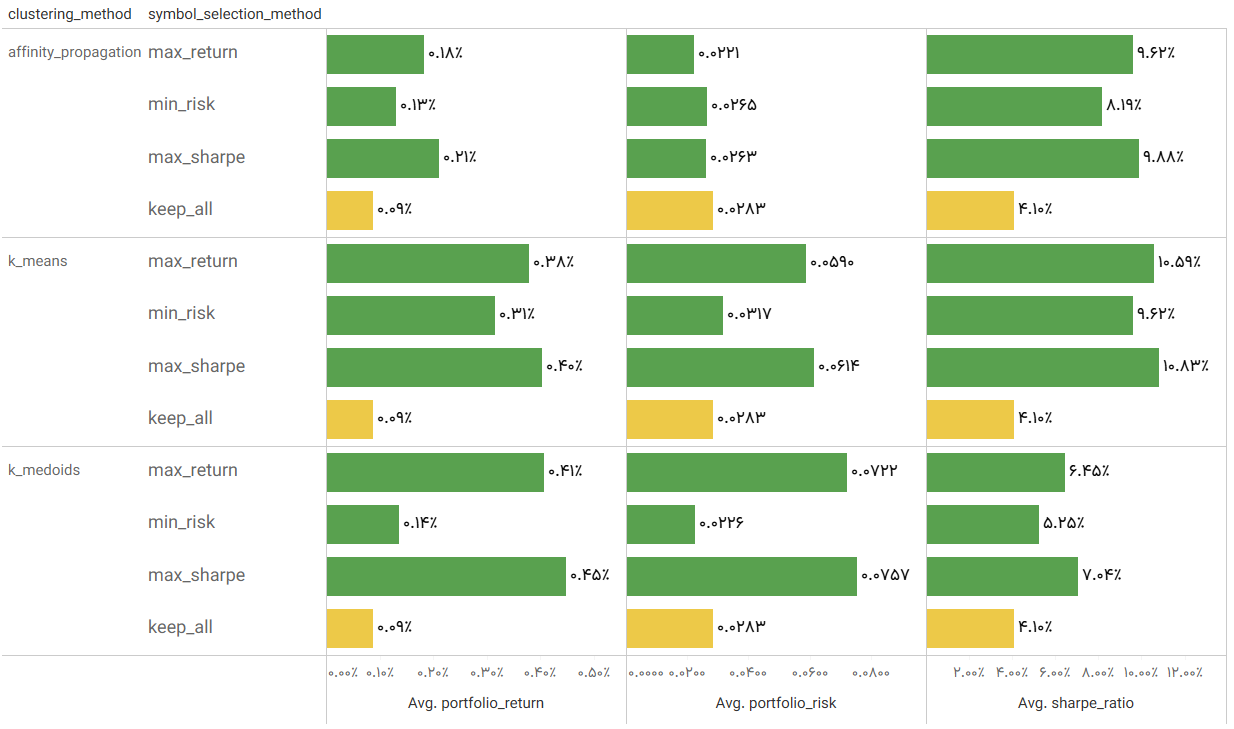 clustering_method symbol_selection_method
affinity_propagation max_return ۰.۱۸٪ ۰.۰۲۲۱ ۹.۶۲٪
min_risk ۰.۱۳٪ ۰.۰۲۶۵ ۸.۱۹٪
max_sharpe ۰.۲۱٪ ۰.۰۲۶۳ ۹.۸۸٪
keep_all ۰.۰۹٪ ۰.۰۲۸۳ ۴.۱۰٪
k_means max_return ۰.۳۸٪ ۰.۰۵۹۰ ۱۰.۵۹٪
min_risk ۰.۳۱٪ ۰.۰۳۱۷ ۹.۶۲٪
max_sharpe ۰.۴۰٪ ۰.۰۶۱۴ ۱۰.۸۳٪
keep_all ۰.۰۹٪ ۰.۰۲۸۳ ۴.۱۰٪
k_medoids max_return ۰.۴۱٪ ۰.۰۷۲۲ ۶.۴۵٪
min_risk ۰.۱۴٪ ۰.۰۲۲۶ ۵.۲۵٪
max_sharpe ۰.۴۵٪ ۰.۰۷۵۷ ۷.۰۴٪
keep_all ۰.۰۹٪ ۰.۰۲۸۳ ۴.۱۰٪
۰.۰۰٪ ۰.۱۰٪ ۰.۲۰٪ ۰.۳۰٪ ۰.۴۰٪ ۰.۵۰٪ ۰.۰۰۰۰ ۰.۰۲۰۰ ۰.۰۴۰۰ ۰.۰۶۰۰ ۰.۰۸۰۰ ۲.۰۰٪ ۴.۰۰٪ ۶.۰۰٪ ۸.۰۰٪ ۱۰.۰۰٪ ۱۲.۰۰٪
Avg. portfolio_return Avg. portfolio_risk Avg. sharpe_ratio